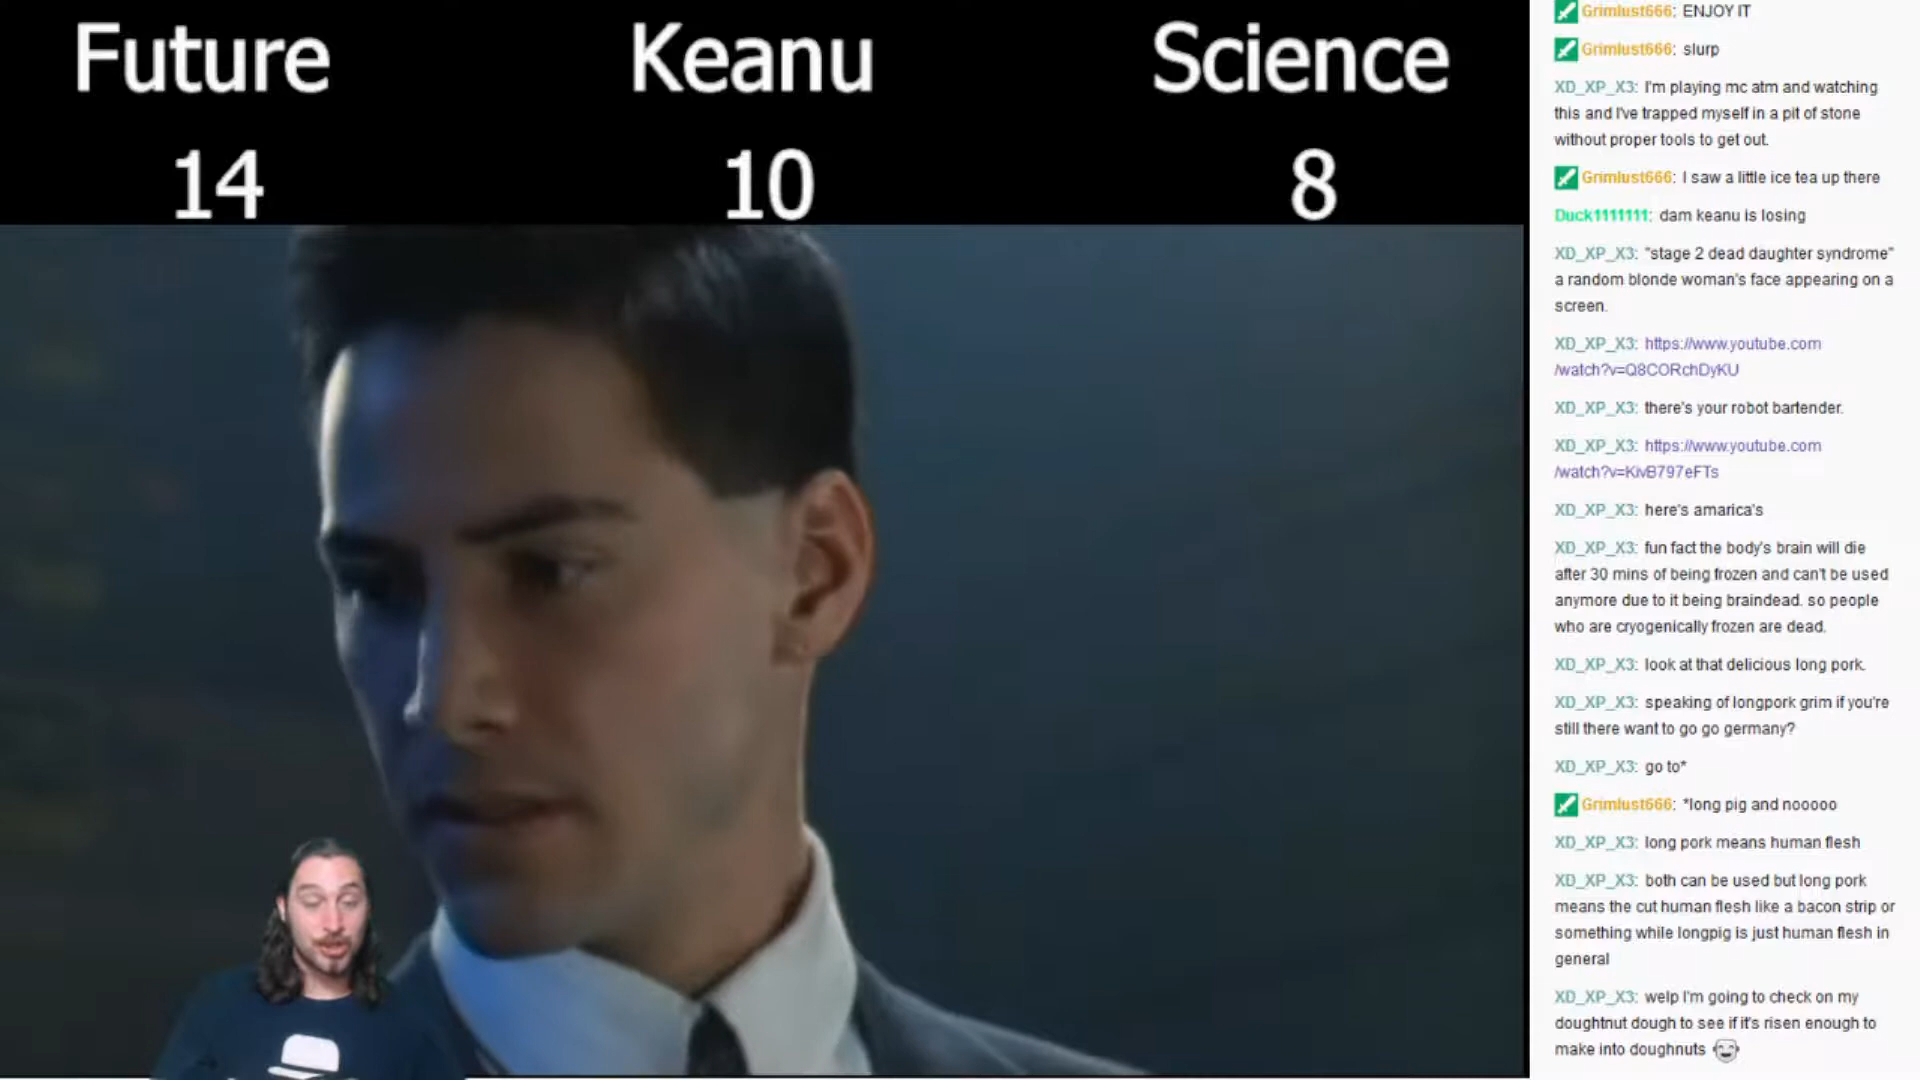 Future
Keanu
Science
14
10
8
Grimlust666: ENJOY IT
Grimlust666: slurp
XD_XP_X3: I'm playing mc atm and watching
this and I've trapped myself in a pit of stone
without proper tools to get out.
Grimlust666: I saw a little ice tea up there
Duck1111111: dam keanu is losing
XD_XP_X3: "stage 2 dead daughter syndrome"
a random blonde woman's face appearing on a
screen.
XD_XP_X3: https://www.youtube.com
/watch?v=Q8CORchDyKU
XD_XP_X3: there's your robot bartender.
XD_XP_X3: https://www.youtube.com
/watch?v=KivB797eFTs
XD_XP_X3: here's amarica's
XD_XP_X3: fun fact the body's brain will die
after 30 mins of being frozen and can't be used
anymore due to it being braindead. so people
who are cryogenically frozen are dead.
XD_XP_X3: look at that delicious long pork.
XD_XP_X3: speaking of longpork grim if you're
still there want to go go germany?
XD_XP_X3: go to*
Grimlust666: *long pig and nooooo
XD_XP_X3: long pork means human flesh
XD_XP_X3: both can be used but long pork
means the cut human flesh like a bacon strip or
something while longpig is just human flesh in
general
XD_XP_X3: welp I'm going to check on my
doughtnut dough to see if it's risen enough to
make into doughnuts